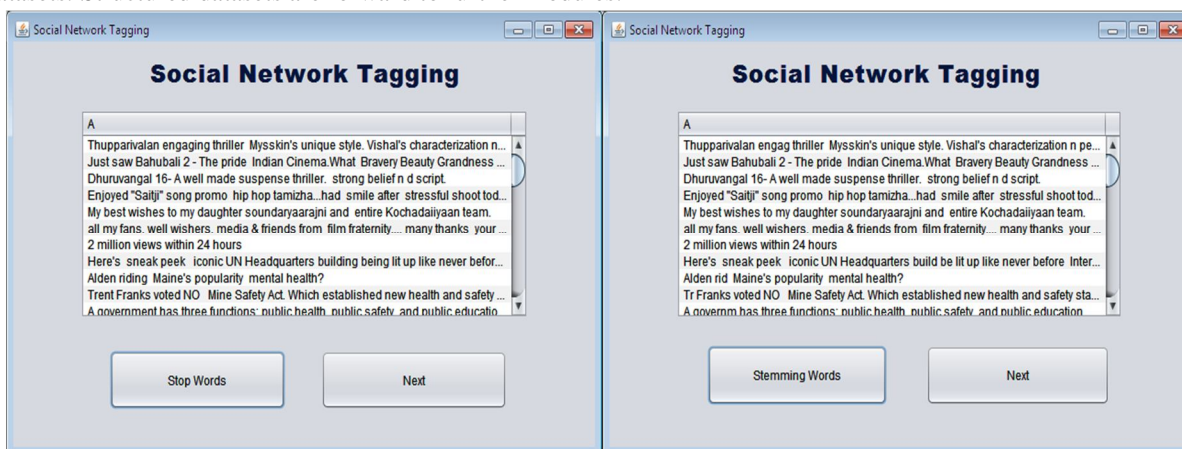 Social Network Tagging
Social Network Tagging
A
Thupparivalan engaging thriller Mysskin's unique style. Vishal's characterization n...
Just saw Bahubali 2 - The pride Indian Cinema.What Bravery Beauty Grandness ...
Dhuruvangal 16- A well made suspense thriller. strong belief n d script.
Enjoyed "Saitji" song promo hip hop tamizha...had smile after stressful shoot tod...
My best wishes to my daughter soundaryaarajni and entire Kochadaiiyaan team.
all my fans. well wishers. media & friends from film fraternity.... many thanks your ...
2 million views within 24 hours
Here's sneak peek iconic UN Headquarters building being lit up like never befor...
Alden riding Maine's popularity mental health?
Trent Franks voted NO Mine Safety Act. Which established new health and safety ...
A government has three functions: public health public safety and public educatio
Stop Words
Next
Social Network Tagging
Social Network Tagging
A
Thupparivalan engag thriller Mysskin's unique style. Vishal's characterization n pe...
Just saw Bahubali 2 - The pride Indian Cinema.What Bravery Beauty Grandness ...
Dhuruvangal 16- A well made suspense thriller. strong belief n d script.
Enjoyed "Saitji" song promo hip hop tamizha...had smile after stressful shoot tod...
My best wishes to my daughter soundaryaarajni and entire Kochadaiiyaan team.
all my fans. well wishers. media & friends from film fraternity.... many thanks your ...
2 million views within 24 hours
Here's sneak peek iconic UN Headquarters build be lit up like never before Inter...
Alden rid Maine's popularity mental health?
Tr Franks voted NO Mine Safety Act. Which established new health and safety sta...
A governm has three functions: public health public safety and public education
Stemming Words
Next